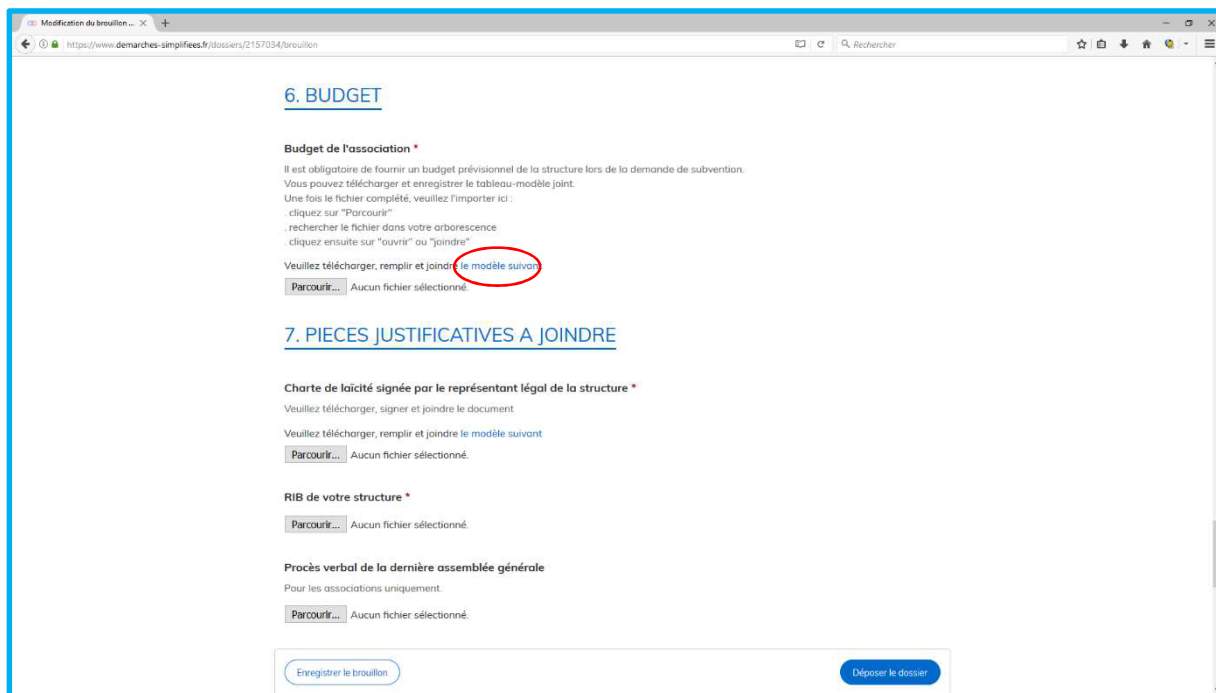 Modification du brouillon ...
https://www.demarches-simplifiees.fr/dossiers/2157034/brouillon
Rechercher
6. BUDGET
Budget de l'association *
Il est obligatoire de fournir un budget prévisionnel de la structure lors de la demande de subvention.
Vous pouvez télécharger et enregistrer le tableau-modèle joint.
Une fois le fichier complété, veuillez l'importer ici :
. cliquez sur "Parcourir"
. rechercher le fichier dans votre arborescence
. cliquez ensuite sur "ouvrir" ou "joindre"
Veuillez télécharger, remplir et joindre le modèle suivant
Parcourir... Aucun fichier sélectionné.
7. PIECES JUSTIFICATIVES A JOINDRE
Charte de laïcité signée par le représentant légal de la structure *
Veuillez télécharger, signer et joindre le document
Veuillez télécharger, remplir et joindre le modèle suivant
Parcourir... Aucun fichier sélectionné.
RIB de votre structure *
Parcourir... Aucun fichier sélectionné.
Procès verbal de la dernière assemblée générale
Pour les associations uniquement.
Parcourir... Aucun fichier sélectionné.
Enregistrer le brouillon
Déposer le dossier